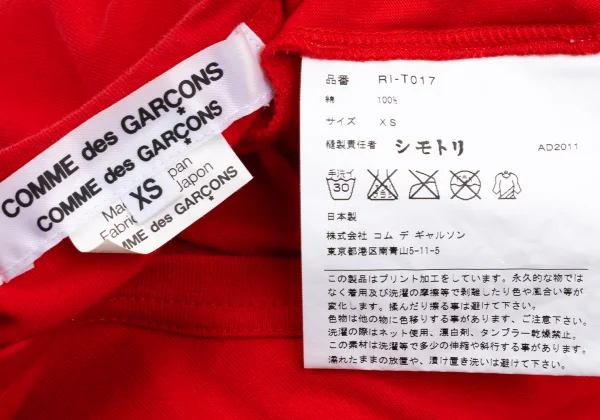 COMME des GARÇONS
COMME des GARÇONS
XS
pan
Fabric
Japon
MME des GARÇONS
品番 RI-T017
綿 100%
サイズ XS
縫製責任者 シモトリ AD2011
手洗イ
30
日本製
株式会社 コム デ ギャルソン
東京都港区南青山5-11-5
この製品はプリント加工をしています。永久的な物では
なく着用及び洗濯の摩擦等で剥離したり色や風合い等が
変化します。揉んだり擦る事は避けて下さい。
色物は他の物に色移りする事があります、ご注意下さい。
洗濯の際はネット使用、漂白剤、タンブラー乾燥禁止。
この素材は洗濯等で多少の伸縮や斜行する事があります。
濡れたままの放置や、漬け置き洗いは避けて下さい。